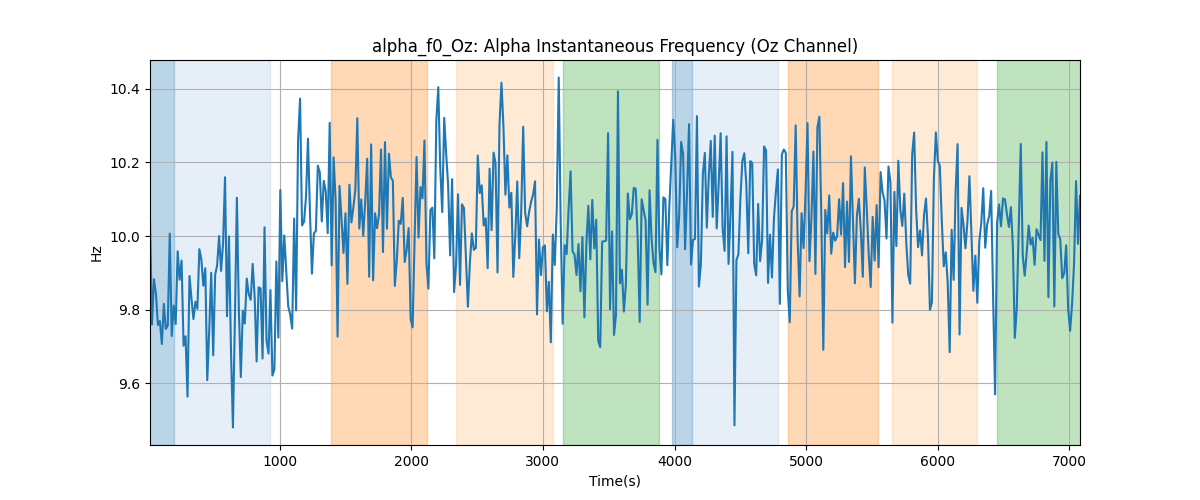 alpha_f0_Oz: Alpha Instantaneous Frequency (Oz Channel)
10.4
10.2
10.0
9.8
9.6
Hz
1000 2000 3000 4000 5000 6000 7000
Time(s)